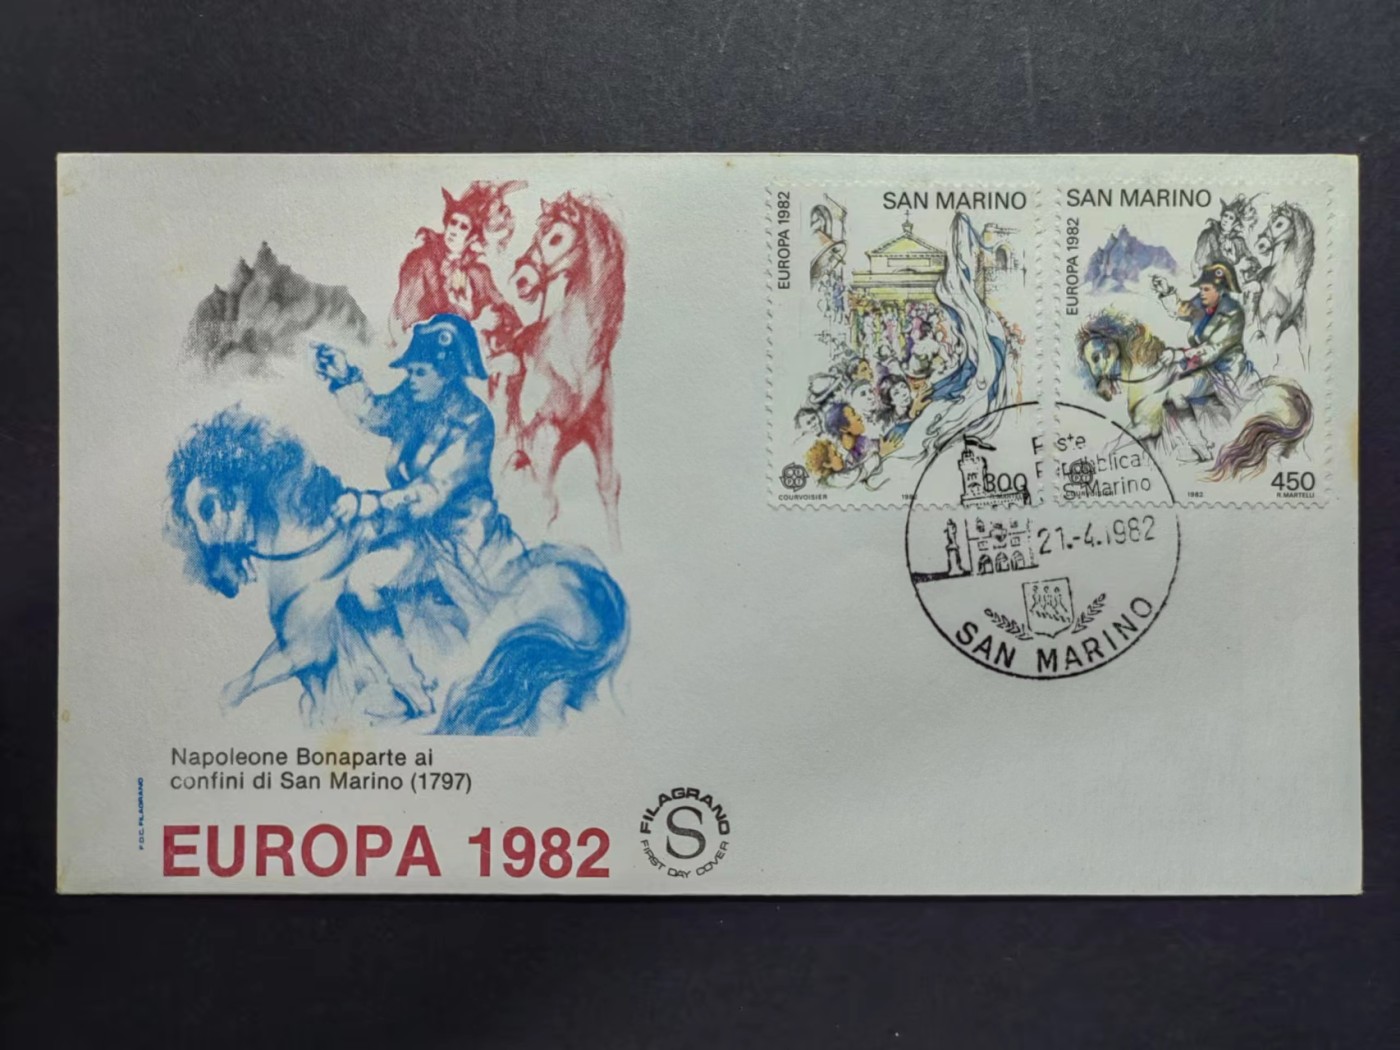 SAN MARINO
EUROPA 1982
COURVOISIER
1982
300
SAN MARINO
EUROPA 1982
1982
450
R. MARTELLI
Poste
Repubblica
S. Marino
21.-4.1982
SAN MARINO
Napoleone Bonaparte ai
confini di San Marino (1797)
F.D.C. FILAGRANO
EUROPA 1982
FILAGRANO
S
FIRST DAY COVER